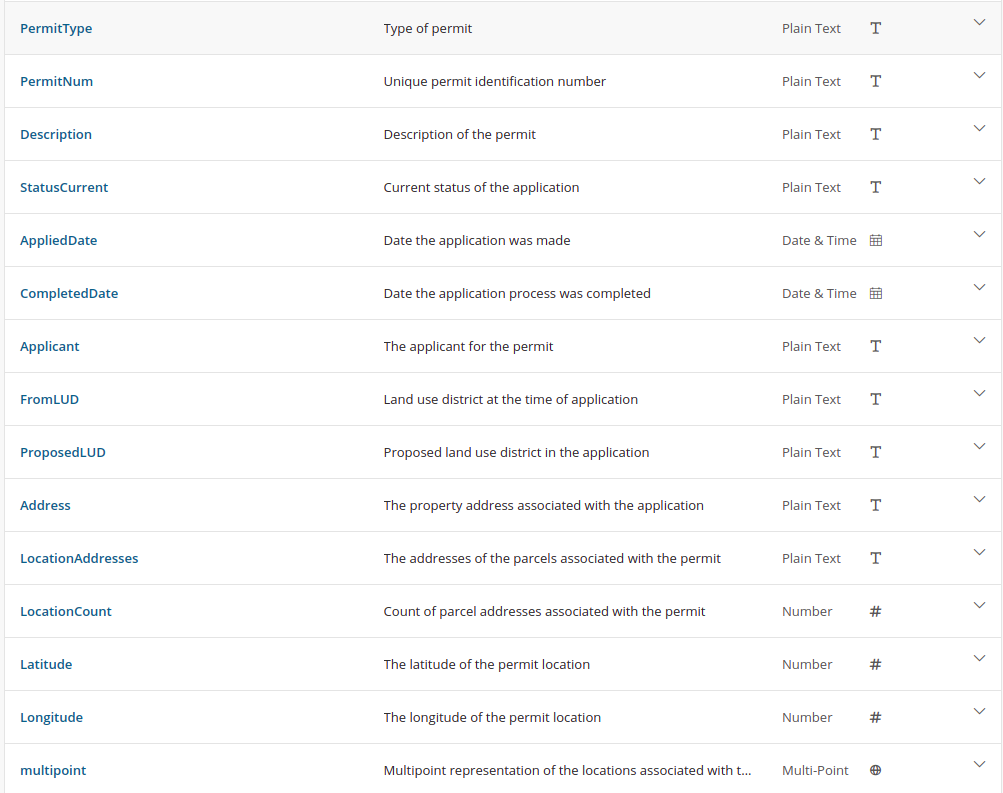 PermitType Type of permit Plain Text
PermitNum Unique permit identification number Plain Text
Description Description of the permit Plain Text
StatusCurrent Current status of the application Plain Text
AppliedDate Date the application was made Date & Time
CompletedDate Date the application process was completed Date & Time
Applicant The applicant for the permit Plain Text
FromLUD Land use district at the time of application Plain Text
ProposedLUD Proposed land use district in the application Plain Text
Address The property address associated with the application Plain Text
LocationAddresses The addresses of the parcels associated with the permit Plain Text
LocationCount Count of parcel addresses associated with the permit Number #
Latitude The latitude of the permit location Number #
Longitude The longitude of the permit location Number #
multipoint Multipoint representation of the locations associated with t... Multi-Point